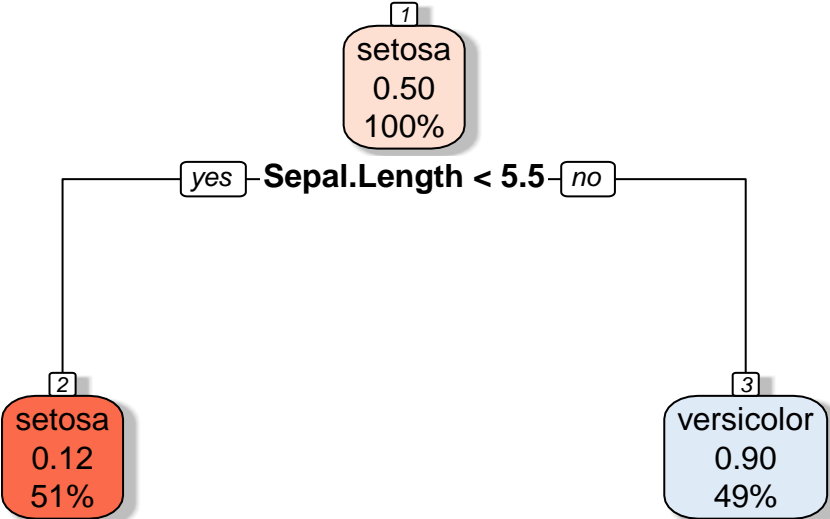 1
setosa
0.50
100%
yes Sepal.Length < 5.5 no
2
setosa
0.12
51%
3
versicolor
0.90
49%